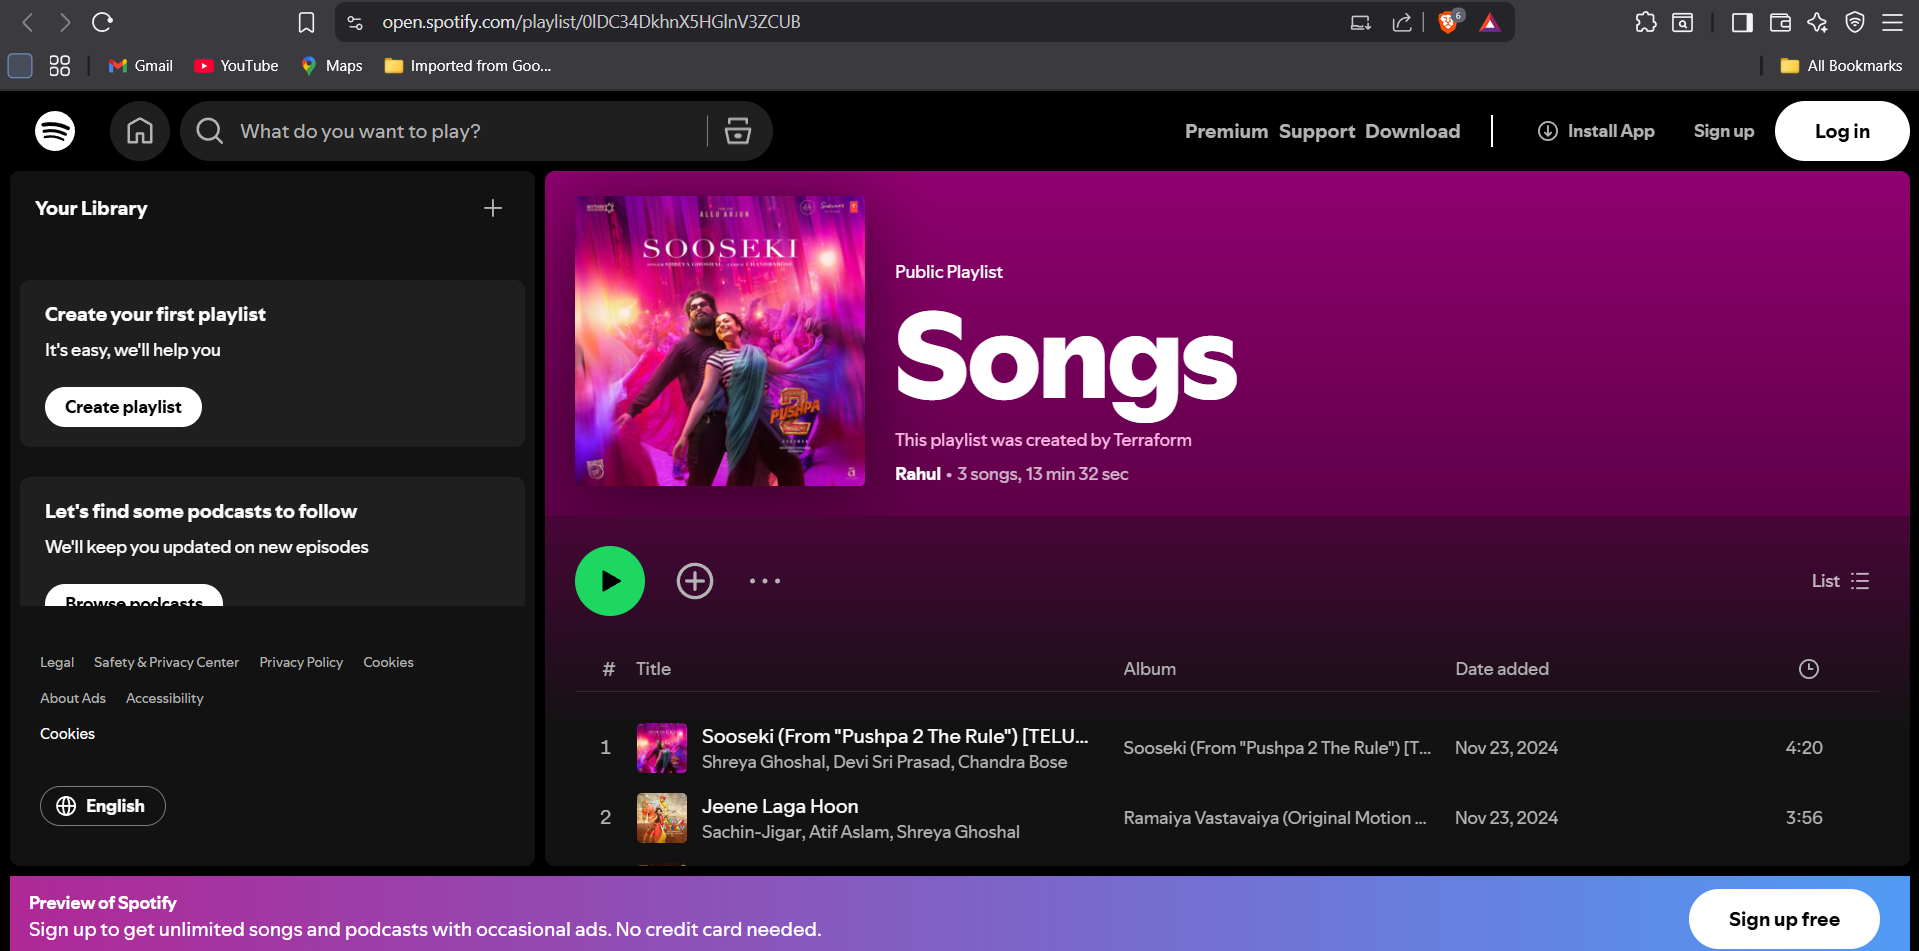 open.spotify.com/playlist/0lDC34DkhnX5HGlnV3ZCUB
6
Gmail
YouTube
Maps
Imported from Goo...
All Bookmarks
What do you want to play?
Premium Support Download
Install App
Sign up
Log in
Your Library
Create your first playlist
It's easy, we'll help you
Create playlist
Let's find some podcasts to follow
We'll keep you updated on new episodes
Browse podcasts
Legal Safety & Privacy Center Privacy Policy Cookies
About Ads Accessibility
Cookies
English
ALLU ARJUN
SOOSEKI
SHREYA GHOSHAL
CHANDRABOSE
PUSHPA
2
Public Playlist
Songs
This playlist was created by Terraform
Rahul • 3 songs, 13 min 32 sec
List
# Title Album Date added
1 Sooseki (From "Pushpa 2 The Rule") [TELU... Sooseki (From "Pushpa 2 The Rule") [T... Nov 23, 2024 4:20
Shreya Ghoshal, Devi Sri Prasad, Chandra Bose
2 Jeene Laga Hoon Ramaiya Vastavaiya (Original Motion ... Nov 23, 2024 3:56
Sachin-Jigar, Atif Aslam, Shreya Ghoshal
Preview of Spotify
Sign up to get unlimited songs and podcasts with occasional ads. No credit card needed.
Sign up free